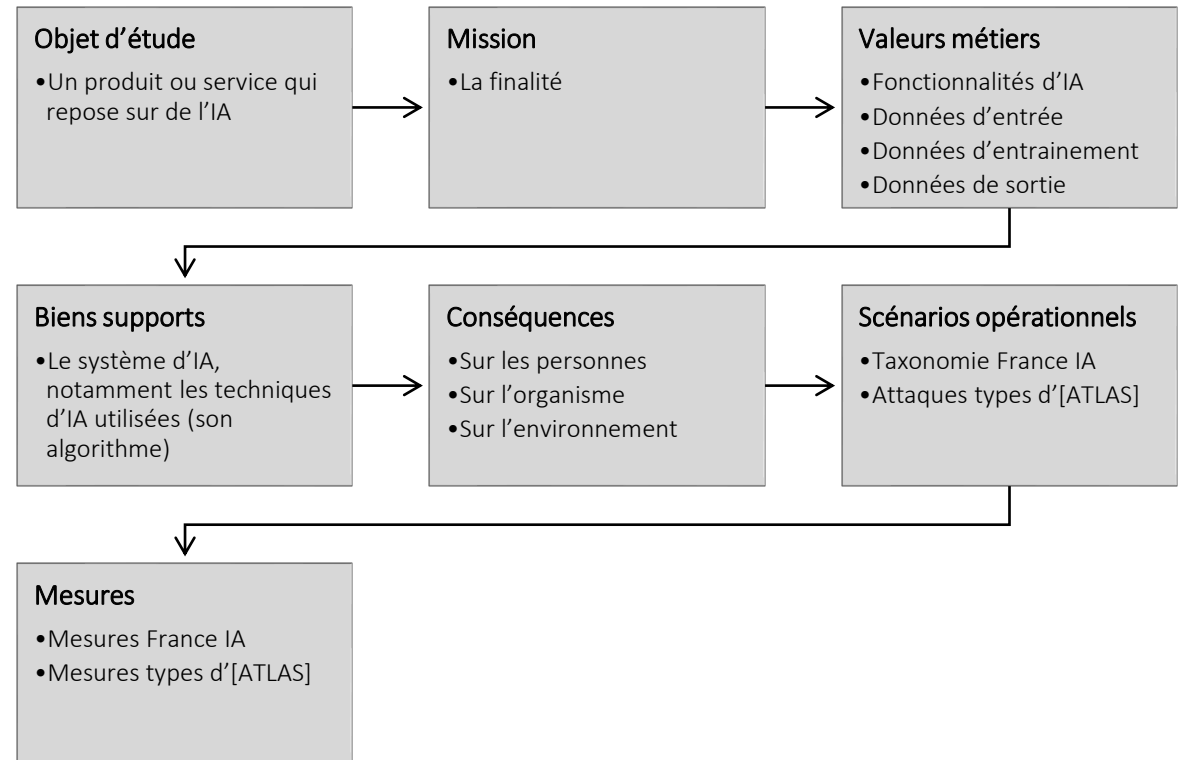 Objet d’étude
•Un produit ou service qui
repose sur de l’IA
Mission
•La finalité
Valeurs métiers
•Fonctionnalités d’IA
•Données d’entrée
•Données d’entrainement
•Données de sortie
Biens supports
•Le système d’IA,
notamment les techniques
d’IA utilisées (son
algorithme)
Conséquences
•Sur les personnes
•Sur l’organisme
•Sur l’environnement
Scénarios opérationnels
•Taxonomie France IA
•Attaques types d’[ATLAS]
Mesures
•Mesures France IA
•Mesures types d’[ATLAS]